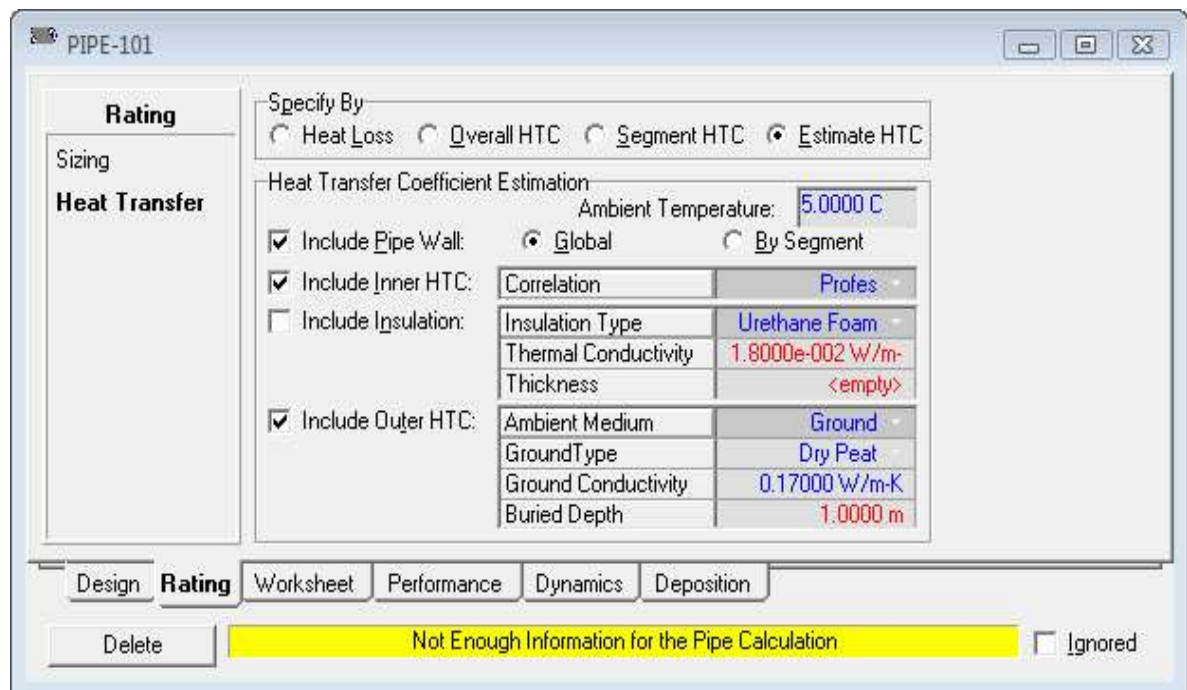 PIPE-101
Rating
Sizing
Heat Transfer
Specify By
Heat Loss Overall HTC Segment HTC Estimate HTC
Heat Transfer Coefficient Estimation
Ambient Temperature: 5.0000 C
Include Pipe Wall: Global By Segment
Include Inner HTC: Correlation Profes
Include Insulation: Insulation Type Urethane Foam
Thermal Conductivity 1.8000e-002 W/m-
Thickness <empty>
Include Outer HTC: Ambient Medium Ground
GroundType Dry Peat
Ground Conductivity 0.17000 W/m-K
Buried Depth 1.0000 m
Design Rating Worksheet Performance Dynamics Deposition
Delete Not Enough Information for the Pipe Calculation Ignored